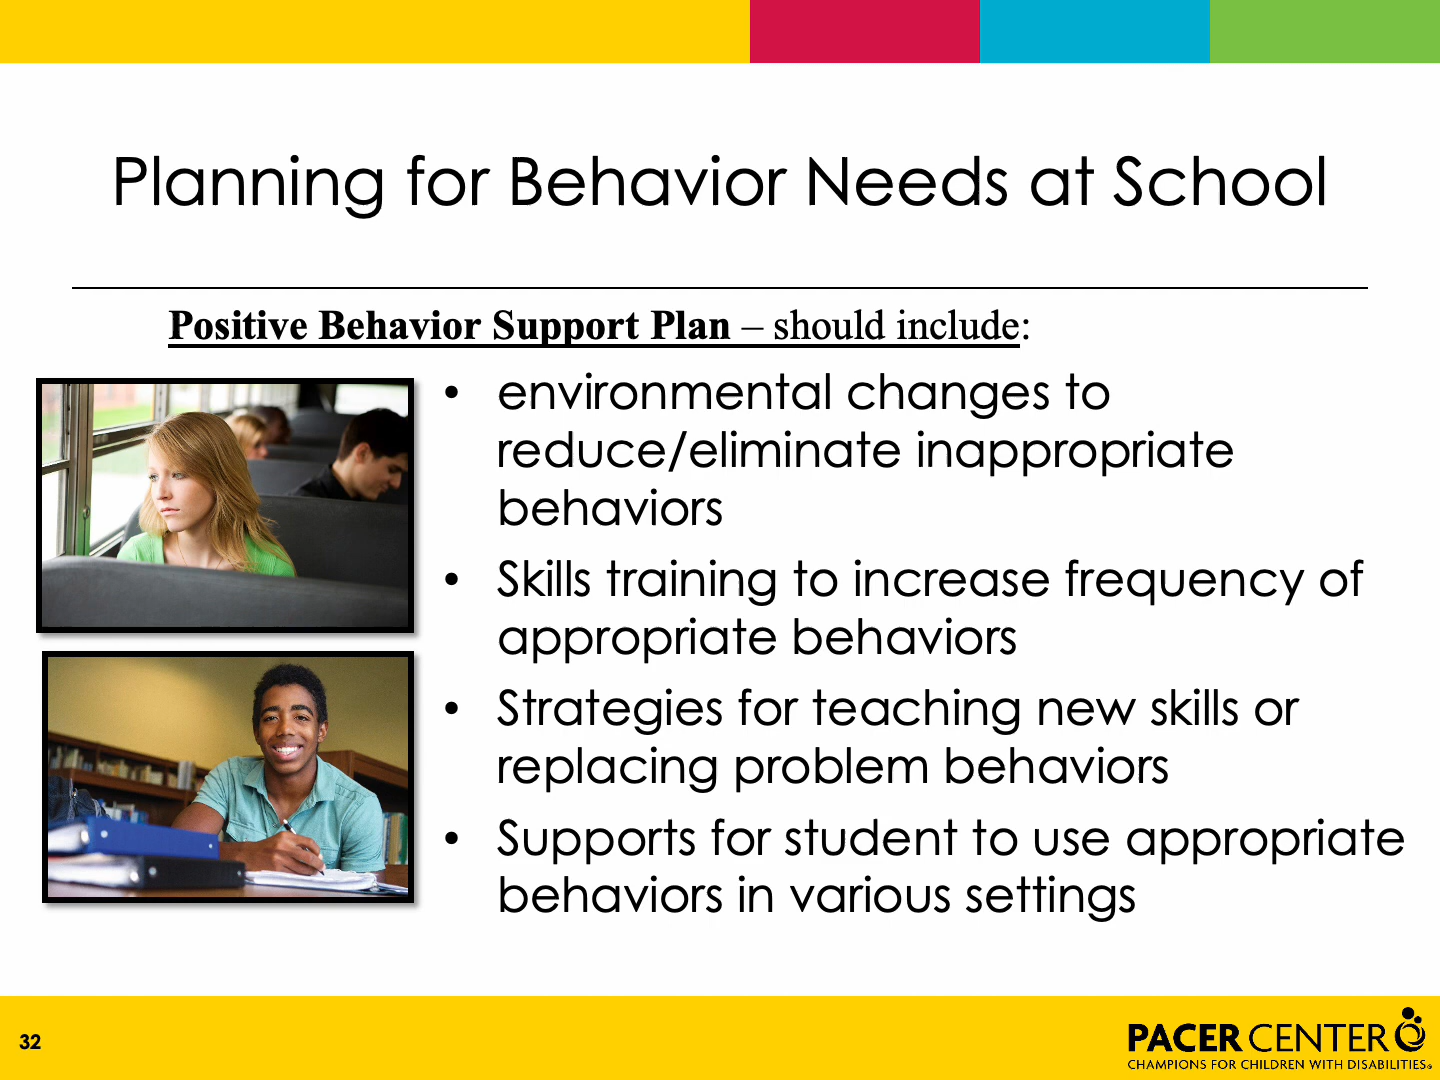 Planning for Behavior Needs at School
Positive Behavior Support Plan – should include:
• environmental changes to
reduce/eliminate inappropriate
behaviors
• Skills training to increase frequency of
appropriate behaviors
• Strategies for teaching new skills or
replacing problem behaviors
• Supports for student to use appropriate
behaviors in various settings
32
PACER CENTER
CHAMPIONS FOR CHILDREN WITH DISABILITIES®